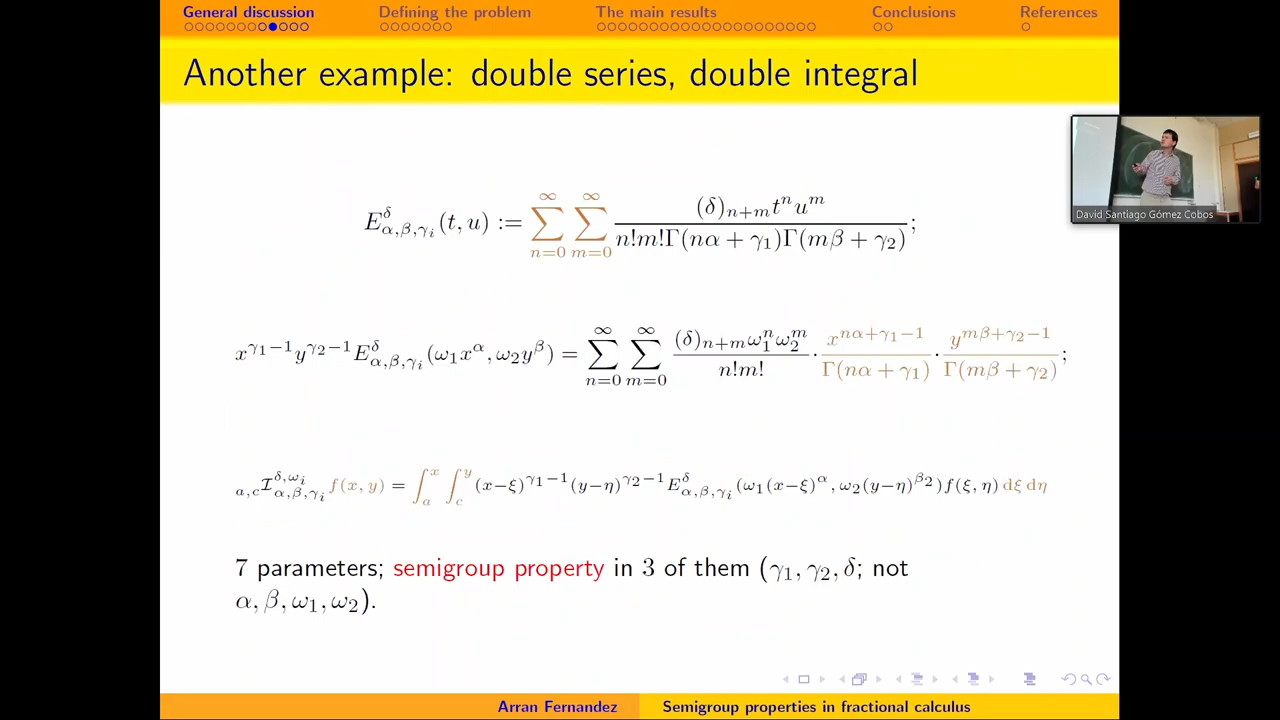 General discussion Defining the problem The main results Conclusions References
Another example: double series, double integral
E^δ_{α,β,γ_i}(t, u) := ∑_{n=0}^∞ ∑_{m=0}^∞ (δ)_{n+m} t^n u^m / n!m!Γ(nα + γ_1)Γ(mβ + γ_2);
x^{γ_1−1} y^{γ_2−1} E^δ_{α,β,γ_i}(ω_1 x^α, ω_2 y^β) = ∑_{n=0}^∞ ∑_{m=0}^∞ (δ)_{n+m} ω_1^n ω_2^m / n!m! · x^{nα+γ_1−1} / Γ(nα + γ_1) · y^{mβ+γ_2−1} / Γ(mβ + γ_2);
_{a,c}I^{δ,ω_i}_{α,β,γ_i} f(x, y) = ∫_a^x ∫_c^y (x−ξ)^{γ_1−1} (y−η)^{γ_2−1} E^δ_{α,β,γ_i}(ω_1(x−ξ)^α, ω_2(y−η)^{β_2}) f(ξ, η) dξ dη
7 parameters; semigroup property in 3 of them (γ_1, γ_2, δ; not
α, β, ω_1, ω_2).
David Santiago Gómez Cobos
Arran Fernandez Semigroup properties in fractional calculus